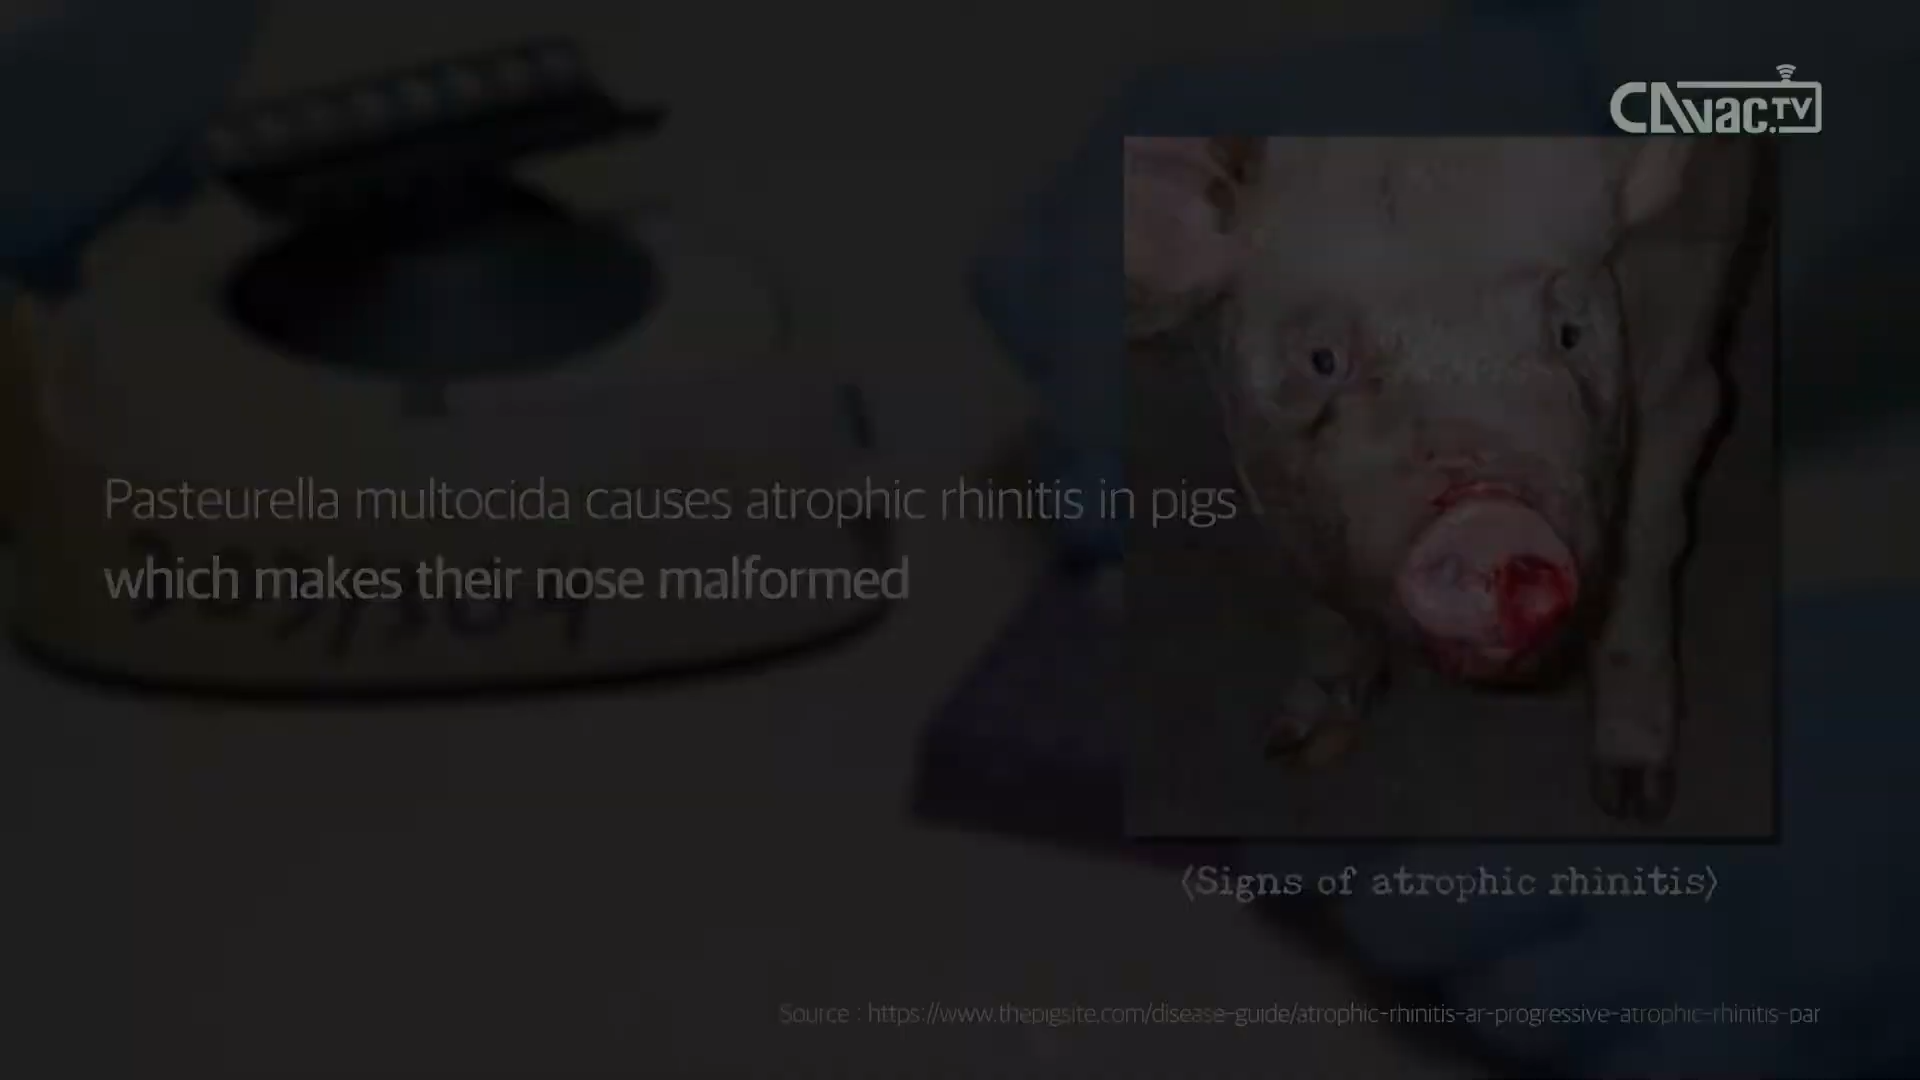 CAvac.TV
Pasteurella multocida causes atrophic rhinitis in pigs
which makes their nose malformed
〈Signs of atrophic rhinitis〉
Source : https://www.thepigsite.com/disease-guide/atrophic-rhinitis-ar-progressive-atrophic-rhinitis-par